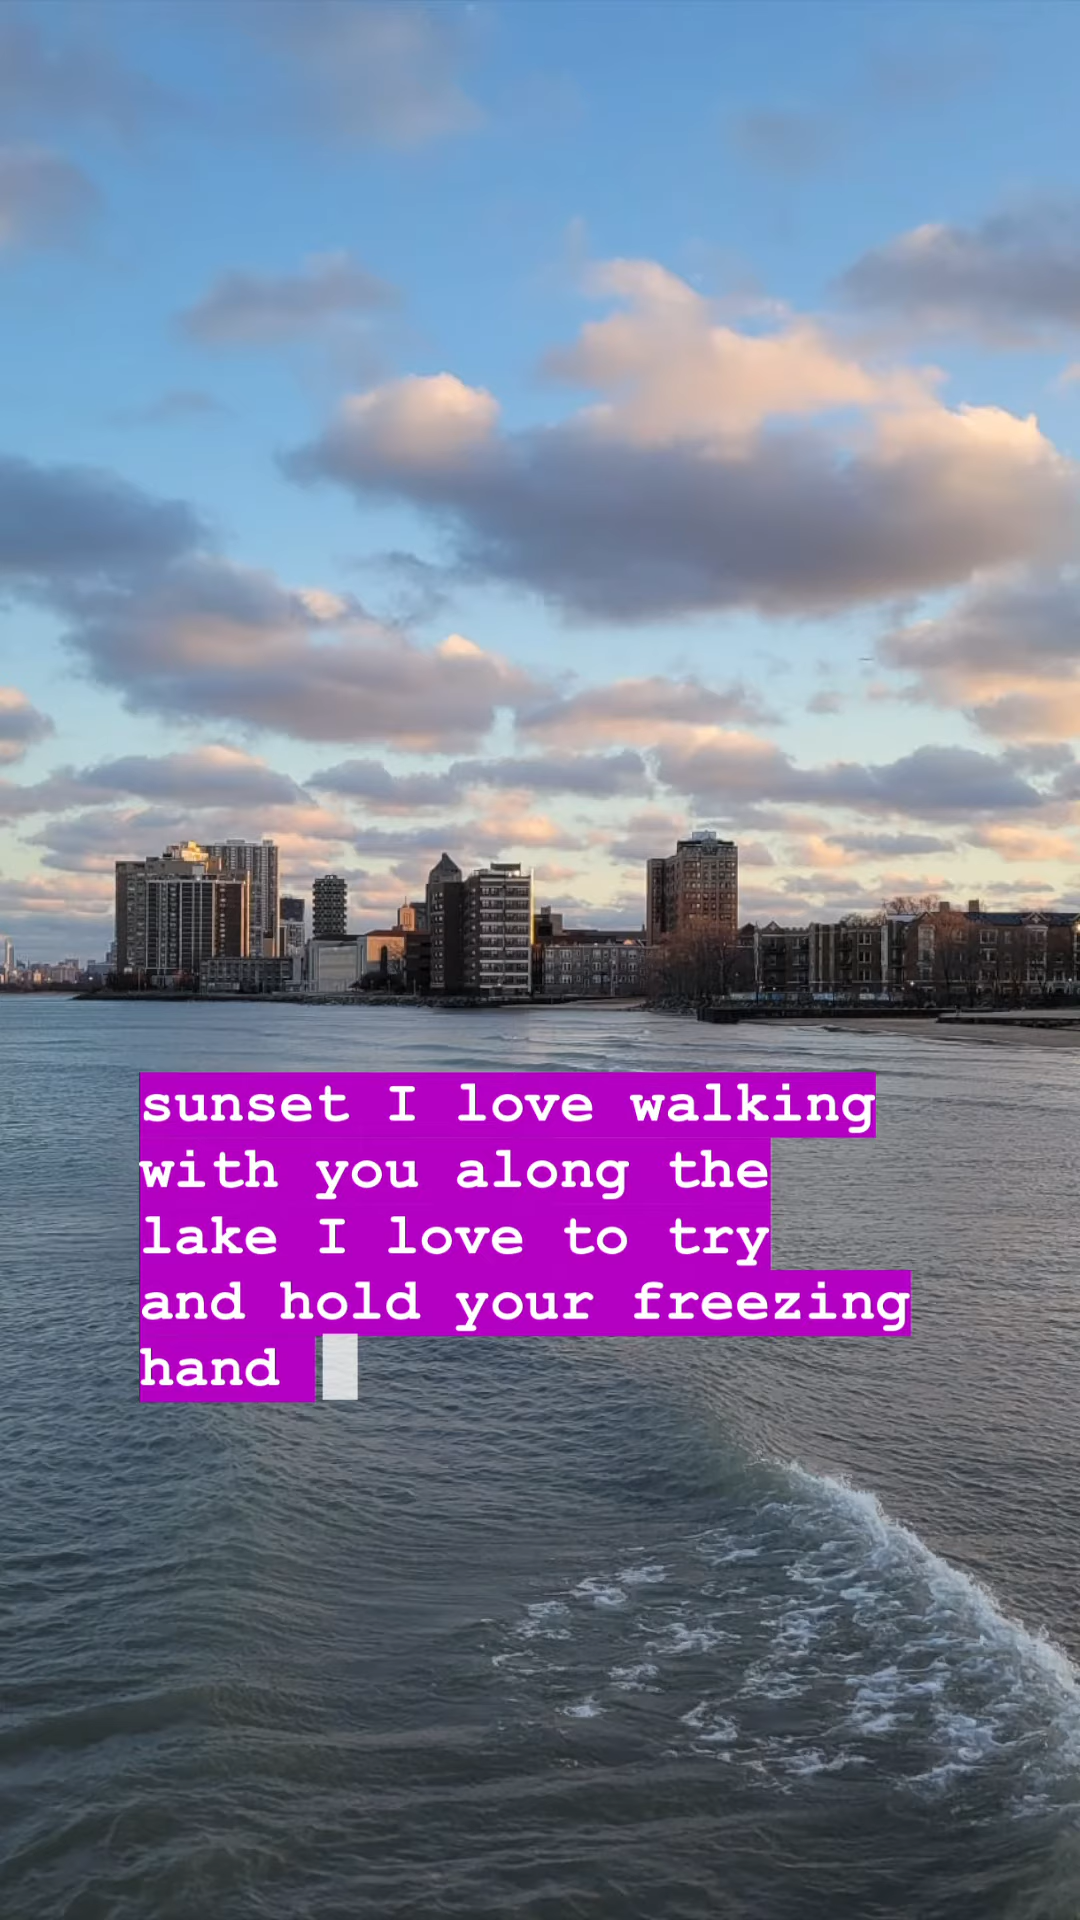 sunset I love walking
with you along the
lake I love to try
and hold your freezing
hand